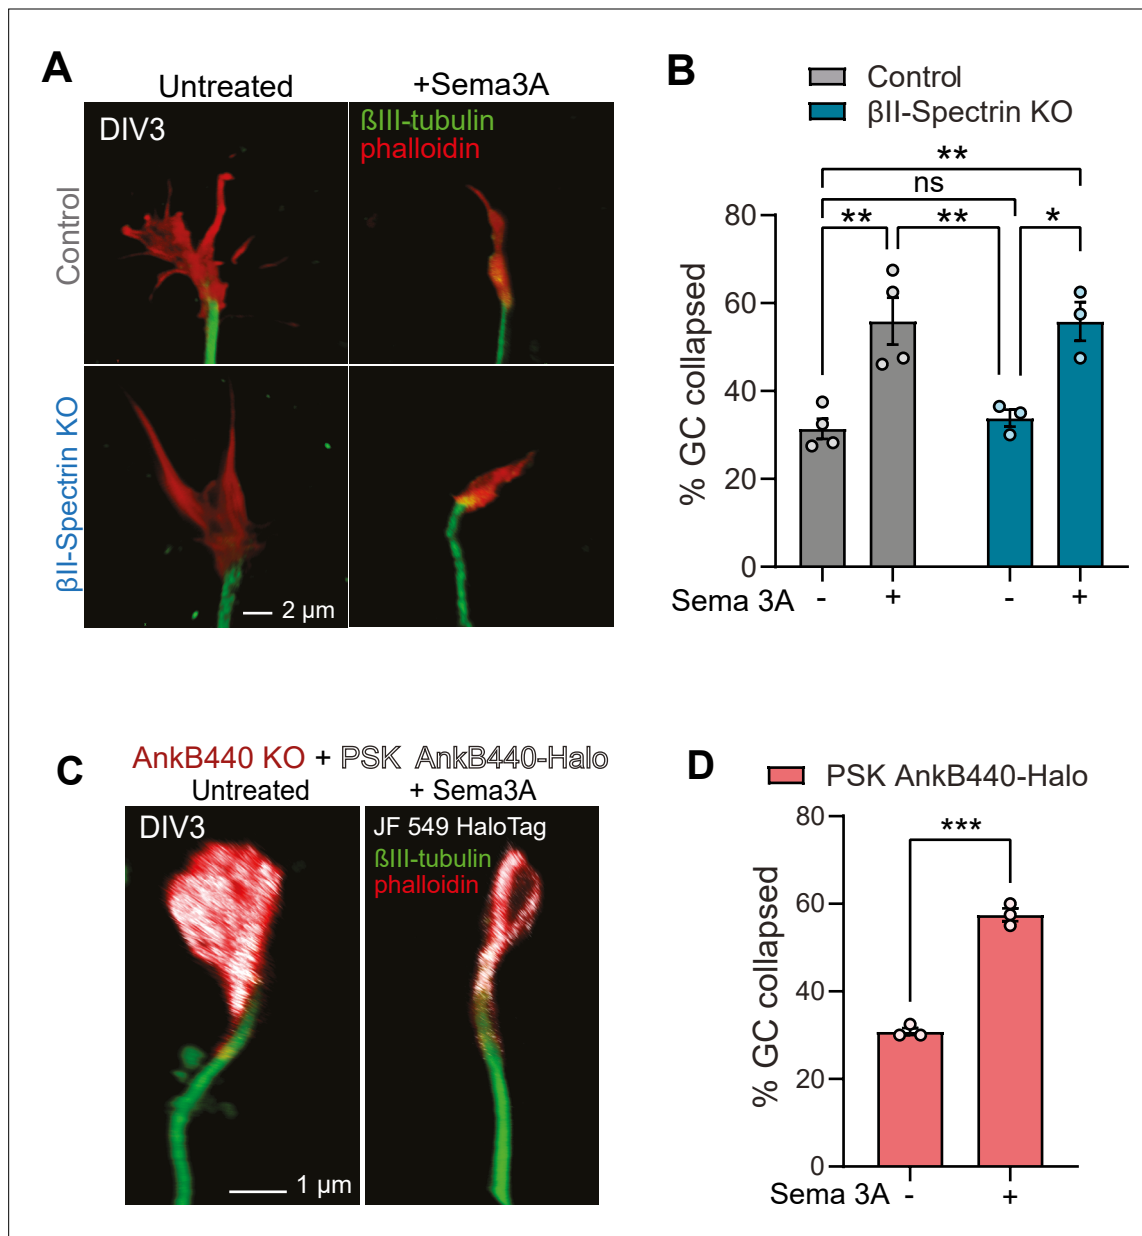 A
Untreated
+Sema3A
DIV3
ßIII-tubulin
phalloidin
Control
βII-Spectrin KO
2 µm
B
Control
βII-Spectrin KO
**
ns
** ** *
80
60
40
20
0
% GC collapsed
Sema 3A - + - +
C
AnkB440 KO + PSK AnkB440-Halo
Untreated
+ Sema3A
DIV3
JF 549 HaloTag
ßIII-tubulin
phalloidin
1 µm
D
PSK AnkB440-Halo
***
80
60
40
20
0
% GC collapsed
Sema 3A - +